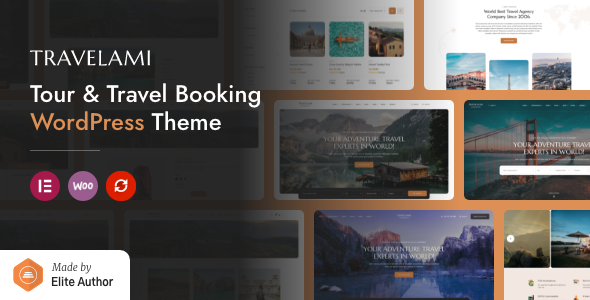 TRAVELAMI
Tour & Travel Booking
WordPress Theme
WOO
Made by
Elite Author
World Best Travel Agency
Company Since 2006.
YOUR ADVENTURE TRAVEL
EXPERTS IN WORLD!
YOUR ADVENTURE TRAVEL
EXPERTS IN WORLD!
YOUR ADVENTURE TRAVEL
EXPERTS IN WORLD!